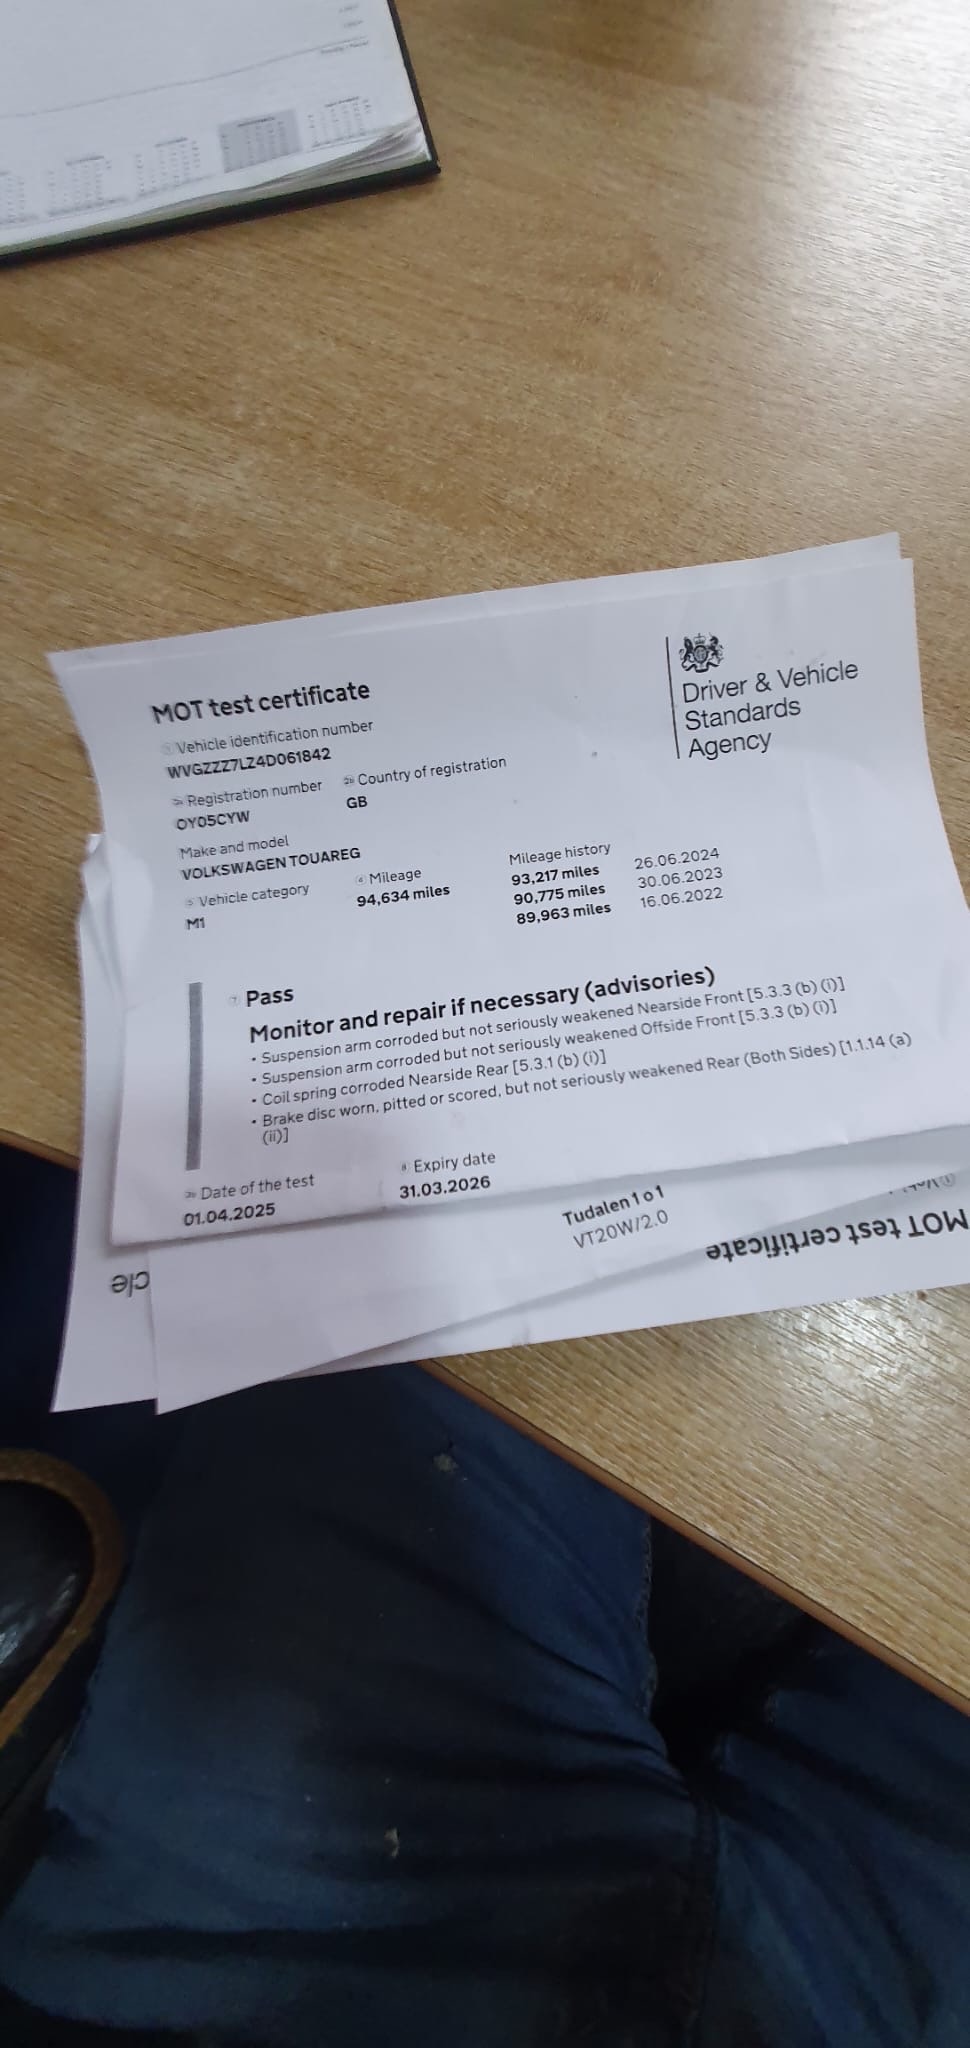 MOT test certificate
Driver & Vehicle
Standards
Agency
Vehicle identification number
WVGZZZ7LZ4D061842
Registration number
Country of registration
OY05CYW
GB
Make and model
VOLKSWAGEN TOUAREG
Vehicle category
Mileage
Mileage history
M1
94,634 miles
93,217 miles 26.06.2024
90,775 miles 30.06.2023
89,963 miles 16.06.2022
Pass
Monitor and repair if necessary (advisories)
• Suspension arm corroded but not seriously weakened Nearside Front [5.3.3 (b) (i)]
• Suspension arm corroded but not seriously weakened Offside Front [5.3.3 (b) (i)]
• Coil spring corroded Nearside Rear [5.3.1 (b) (i)]
• Brake disc worn, pitted or scored, but not seriously weakened Rear (Both Sides) [1.1.14 (a)
(ii)]
Date of the test
Expiry date
01.04.2025
31.03.2026
Tudalen 1 o 1
VT20W/2.0
MOT test certificate
cle